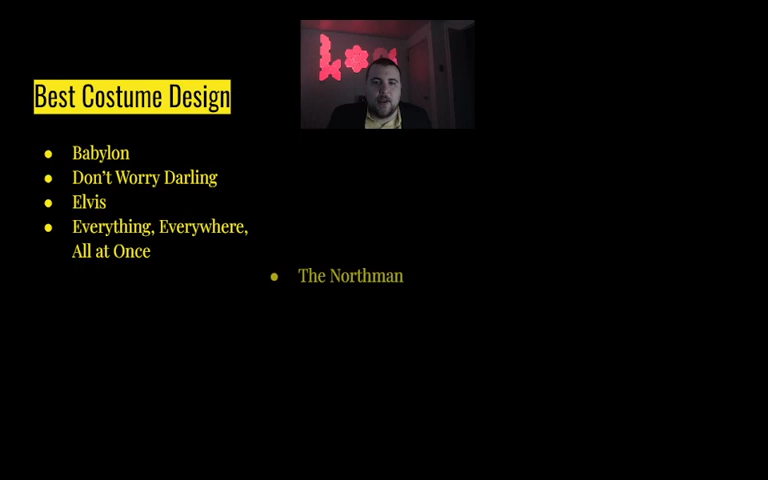 Best Costume Design
● Babylon
● Don't Worry Darling
● Elvis
● Everything, Everywhere,
All at Once
● The Northman